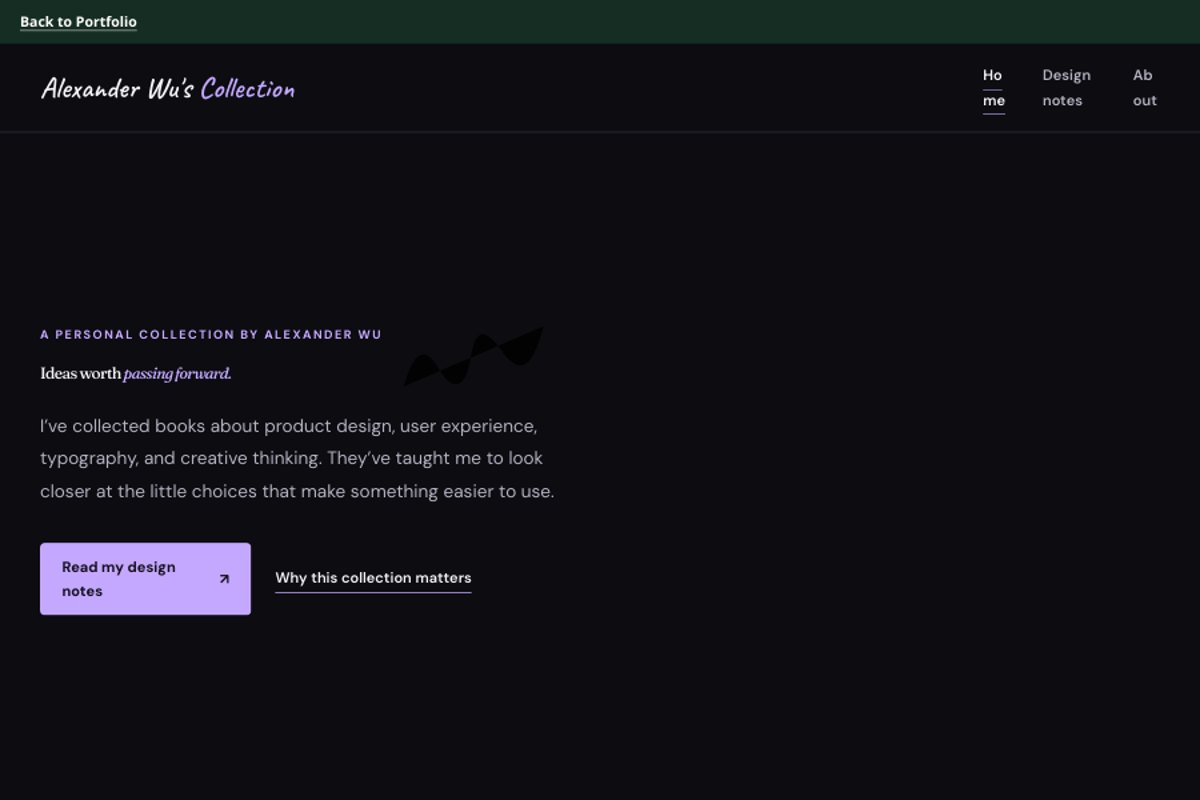 Back to Portfolio
Alexander Wu's Collection
Ho
me
Design
notes
Ab
out
A PERSONAL COLLECTION BY ALEXANDER WU
Ideas worth passing forward.
I’ve collected books about product design, user experience,
typography, and creative thinking. They’ve taught me to look
closer at the little choices that make something easier to use.
Read my design
notes
Why this collection matters